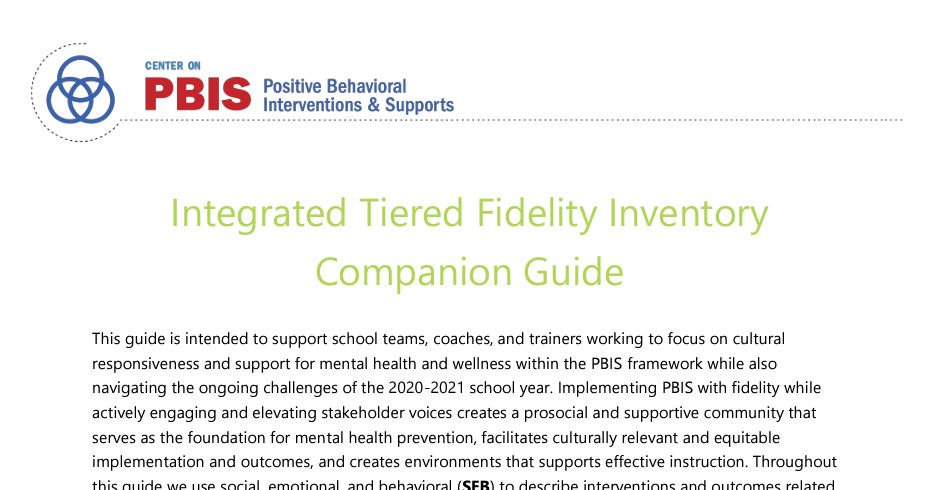 CENTER ON
PBIS
Positive Behavioral
Interventions & Supports
Integrated Tiered Fidelity Inventory
Companion Guide
This guide is intended to support school teams, coaches, and trainers working to focus on cultural
responsiveness and support for mental health and wellness within the PBIS framework while also
navigating the ongoing challenges of the 2020-2021 school year. Implementing PBIS with fidelity while
actively engaging and elevating stakeholder voices creates a prosocial and supportive community that
serves as the foundation for mental health prevention, facilitates culturally relevant and equitable
implementation and outcomes, and creates environments that supports effective instruction. Throughout
this guide we use social, emotional, and behavioral (SEB) to describe interventions and outcomes related